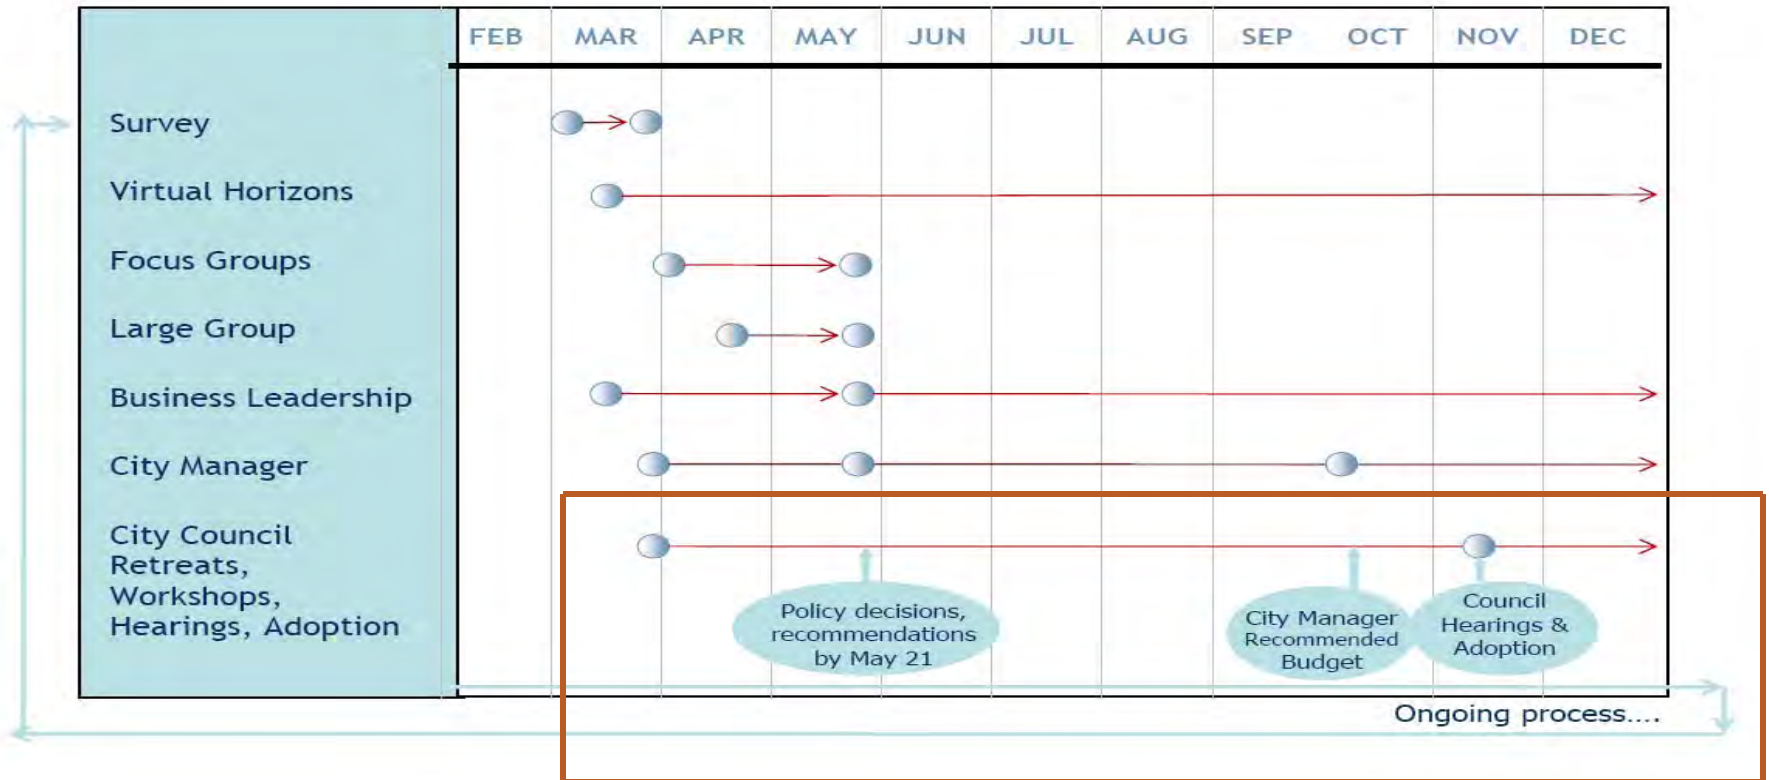 FEB MAR APR MAY JUN JUL AUG SEP OCT NOV DEC
Survey
Virtual Horizons
Focus Groups
Large Group
Business Leadership
City Manager
City Council
Retreats,
Workshops,
Hearings, Adoption
Policy decisions,
recommendations
by May 21
City Manager
Recommended
Budget
Council
Hearings &
Adoption
Ongoing process....